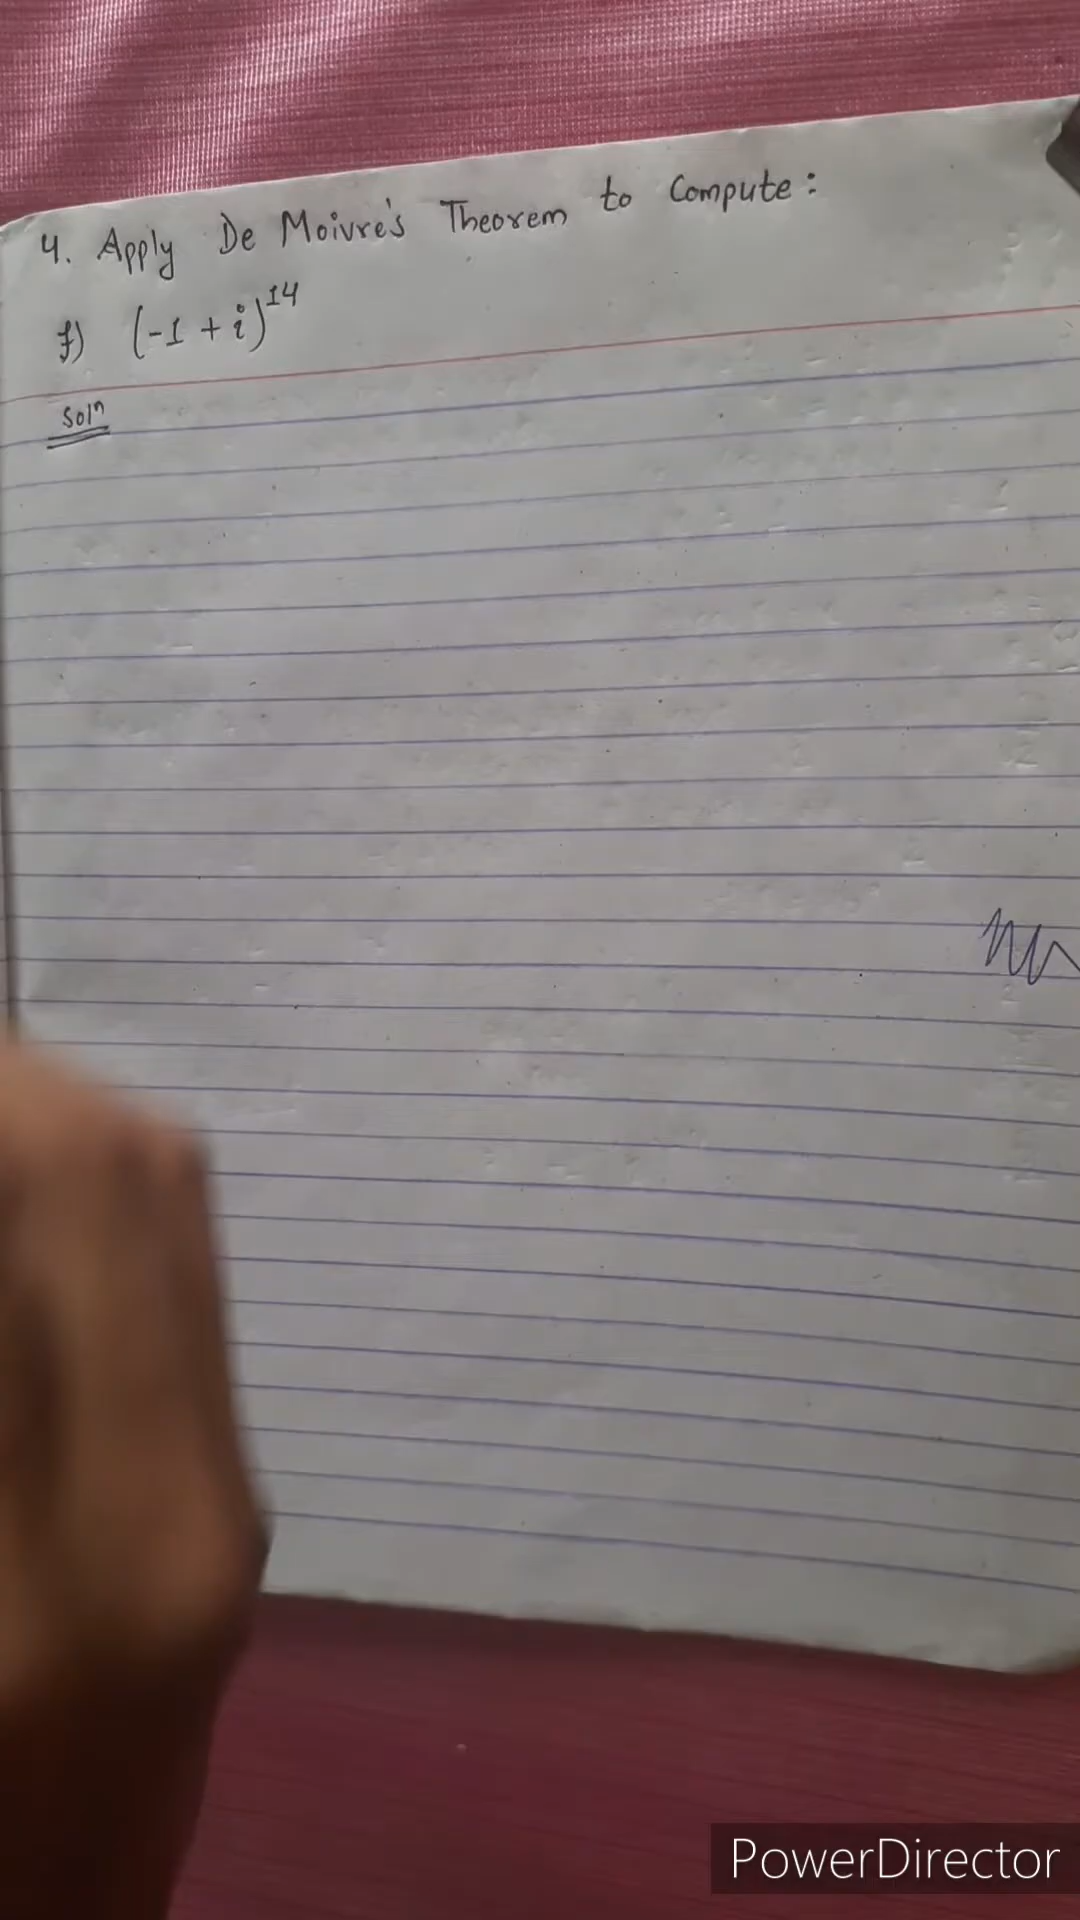 4. Apply De Moivre's Theorem to Compute:
f) (-1 + i)^14
Solⁿ
PowerDirector